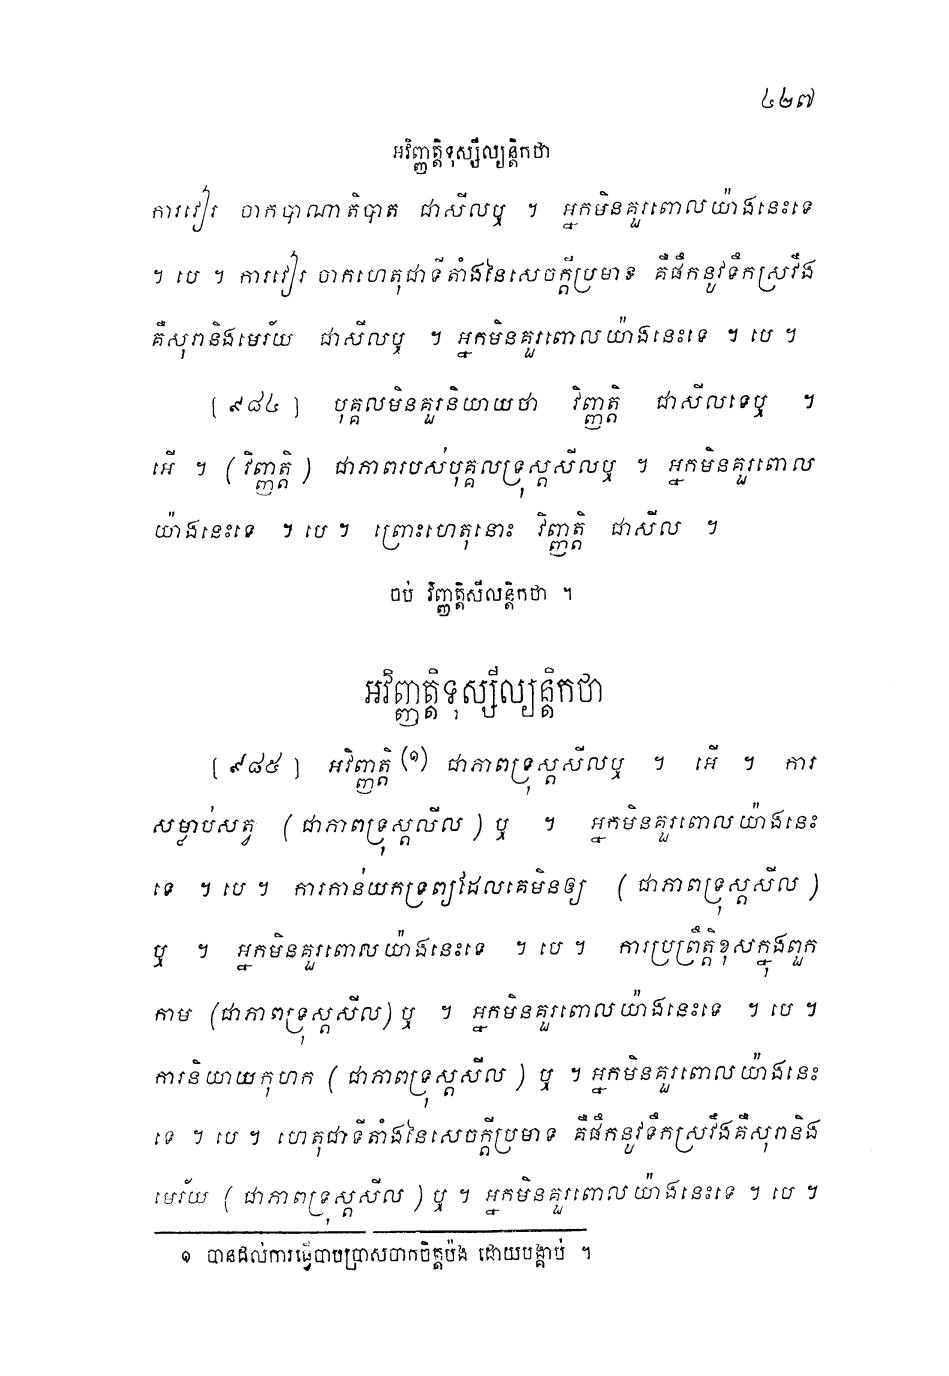 ៤២៧
អវិញ្ញត្តិទុស្សីល្យន្តិកថា
ការវៀរ ចាកបាណាតិបាត ជាសីលឬ ។ អ្នកមិនគួរពោលយ៉ាងនេះទេ
។ បេ ។ ការវៀរ ចាកហេតុជាទីតាំងនៃសេចក្តីប្រមាទ គឺផឹកនូវទឹកស្រវឹង
គឺសុរានិងមេរ័យ ជាសីលឬ ។ អ្នកមិនគួរពោលយ៉ាងនេះទេ ។ បេ ។
[ ៩៨៤ ] បុគ្គលមិនគួរនិយាយថា វិញ្ញត្តិ ជាសីលទេឬ ។
អើ ។ ( វិញ្ញត្តិ ) ជាភាពរបស់បុគ្គលទ្រុស្តសីលឬ ។ អ្នកមិនគួរពោល
យ៉ាងនេះទេ ។ បេ ។ ព្រោះហេតុនោះ វិញ្ញត្តិ ជាសីល ។
ចប់ វិញ្ញត្តិសីលន្តិកថា ។
អវិញ្ញត្តិទុស្សីល្យន្តិកថា
[ ៩៨៥ ] អវិញ្ញត្តិ (១) ជាភាពទ្រុស្តសីលឬ ។ អើ ។ ការ
សម្លាប់សត្វ ( ជាភាពទ្រុស្តសីល ) ឬ ។ អ្នកមិនគួរពោលយ៉ាងនេះ
ទេ ។ បេ ។ ការកាន់យកទ្រព្យដែលគេមិនឲ្យ ( ជាភាពទ្រុស្តសីល )
ឬ ។ អ្នកមិនគួរពោលយ៉ាងនេះទេ ។ បេ ។ ការប្រព្រឹត្តិខុសក្នុងពួក
កាម (ជាភាពទ្រុស្តសីល) ឬ ។ អ្នកមិនគួរពោលយ៉ាងនេះទេ ។ បេ ។
ការនិយាយកុហក ( ជាភាពទ្រុស្តសីល ) ឬ ។ អ្នកមិនគួរពោលយ៉ាងនេះ
ទេ ។ បេ ។ ហេតុជាទីតាំងនៃសេចក្តីប្រមាទ គឺផឹកនូវទឹកស្រវឹងគឺសុរានិង
មេរ័យ ( ជាភាពទ្រុស្តសីល ) ឬ ។ អ្នកមិនគួរពោលយ៉ាងនេះទេ ។ បេ ។
១ បានដល់ការធ្វើបាបប្រាសចាកចិត្តប៉ង ដោយបង្គាប់ ។